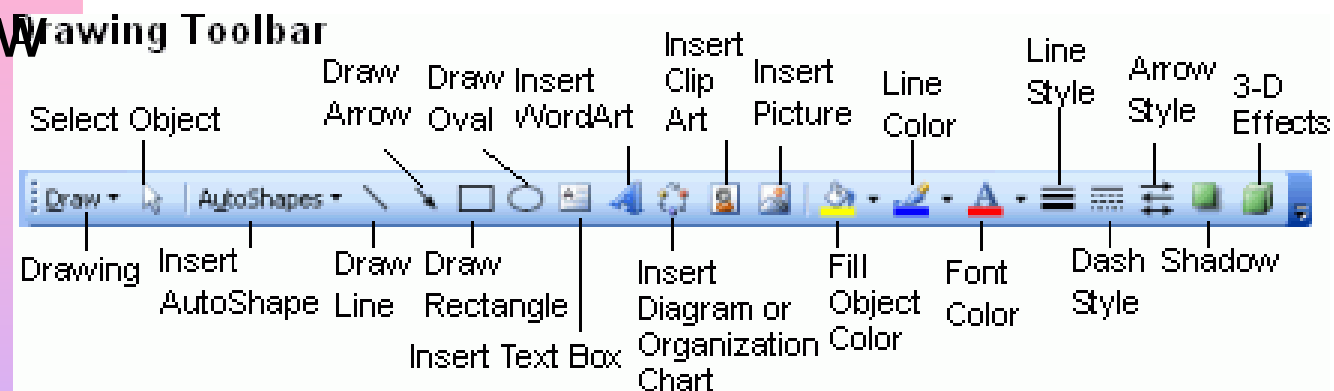 W
Drawing Toolbar
Select Object
Draw
Arrow
Draw
Oval
Insert
WordArt
Insert
Clip
Art
Insert
Picture
Line
Color
Line
Style
Arrow
Style
3-D
Effects
Draw
AutoShapes
A
A
A
Drawing
Insert
AutoShape
Draw
Line
Draw
Rectangle
Insert Text Box
Insert
Diagram or
Organization
Chart
Fill
Object
Color
Font
Color
Dash
Style
Shadow